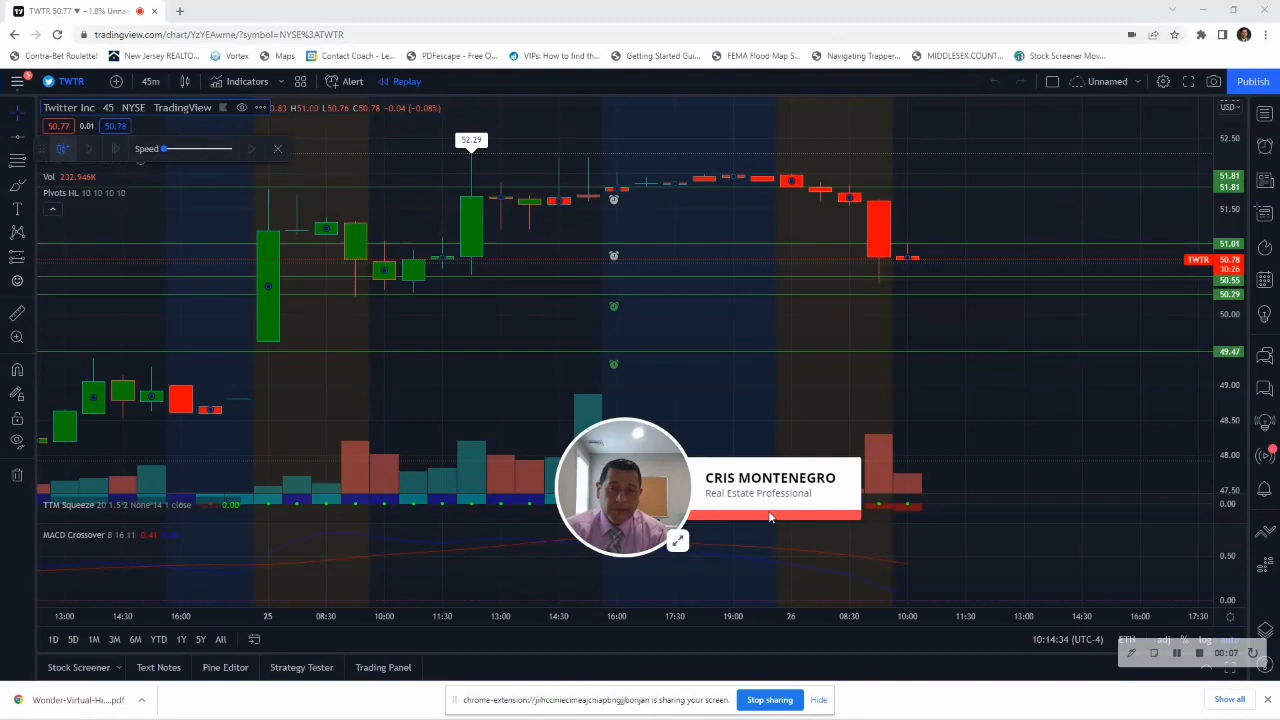 TWTR 50.77 ▼ −1.8% Unna
tradingview.com/chart/YzYEAwme/?symbol=NYSE%3ATWTR
Contra-Bet Roulette!
New Jersey REALTO...
Vortex
Maps
Contact Coach - Le...
PDFescape - Free O...
VIPs: How to find th...
Getting Started Gui...
FEMA Flood Map S...
Navigating Trapper...
MIDDLESEX COUNT...
Stock Screener Mov...
TWTR
45m
Indicators
Alert
Replay
Unnamed
Publish
Twitter Inc · 45 · NYSE TradingView
0.83 H51.00 L50.76 C50.78 −0.04 (−0.08%)
USD
50.77 0.01 50.78
Speed
Vol 232.946K
Pivots HL 10 10 10 10
52.29
52.50
51.81
51.81
51.50
51.01
TWTR 50.78
30:26
50.55
50.29
50.00
49.47
49.00
48.50
48.00
47.50
TTM Squeeze 20 1.5 2 None 14 1 close 0.00
0.00
CRIS MONTENEGRO
Real Estate Professional
MACD Crossover 8 16 11 0.41
0.50
0.00
13:00 14:30 16:00 25 08:30 10:00 11:30 13:00 14:30 16:00 17:30 19:00 26 08:30 10:00 11:30 13:00 14:30 16:00 17:30
1D 5D 1M 3M 6M YTD 1Y 5Y All
10:14:34 (UTC-4) ETH adj % log auto
00:07
Stock Screener Text Notes Pine Editor Strategy Tester Trading Panel
Wonder-Virtual-Hi....pdf
chrome-extension://jihcciniecimeajcniapbngjjbonjan is sharing your screen.
Stop sharing
Hide
Show all